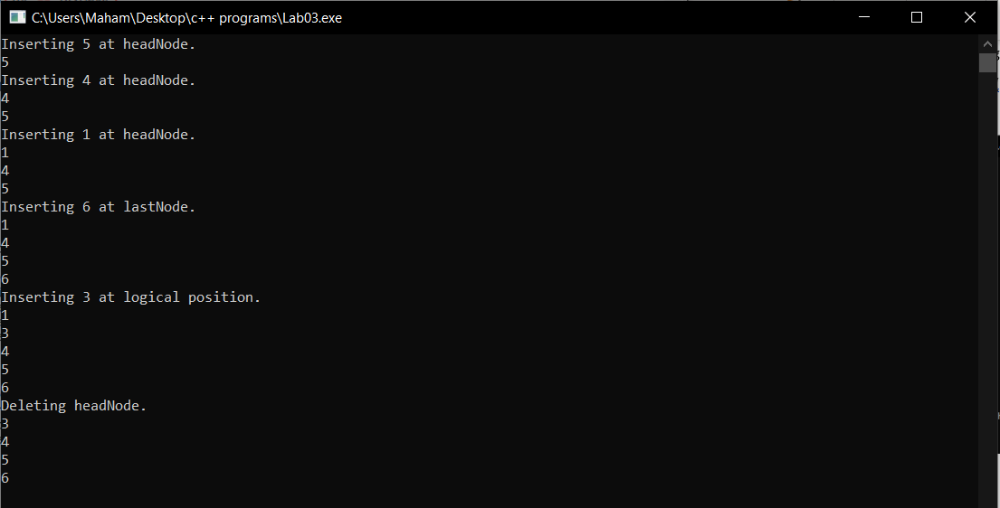 C:\Users\Maham\Desktop\c++ programs\Lab03.exe
Inserting 5 at headNode.
5
Inserting 4 at headNode.
4
5
Inserting 1 at headNode.
1
4
5
Inserting 6 at lastNode.
1
4
5
6
Inserting 3 at logical position.
1
3
4
5
6
Deleting headNode.
3
4
5
6